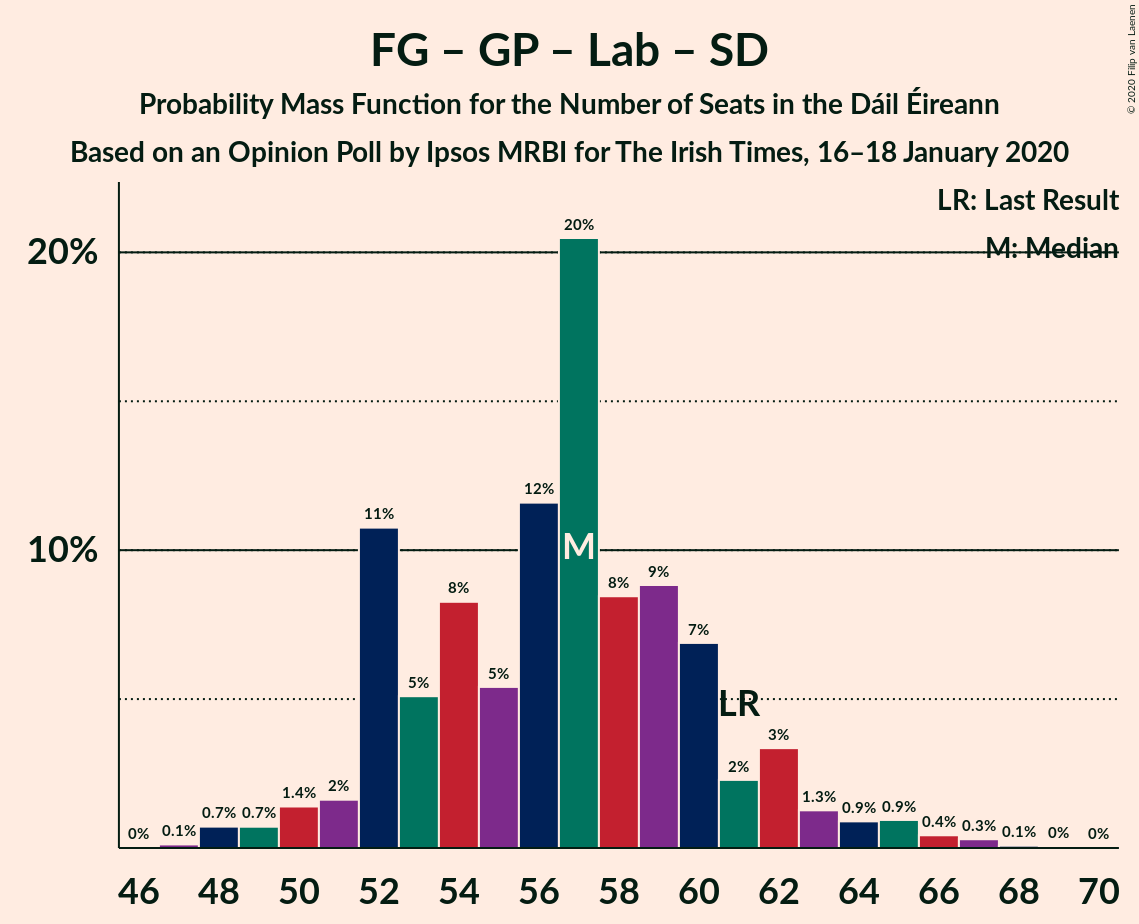 FG – GP – Lab – SD
Probability Mass Function for the Number of Seats in the Dáil Éireann
Based on an Opinion Poll by Ipsos MRBI for The Irish Times, 16–18 January 2020
© 2020 Filip van Laenen
LR: Last Result
M: Median
20%
10%
0% 0.1% 0.7% 0.7% 1.4% 2% 11% 5% 8% 5% 12% 20% 8% 9% 7% 2% 3% 1.3% 0.9% 0.9% 0.4% 0.3% 0.1% 0% 0%
M
LR
46 48 50 52 54 56 58 60 62 64 66 68 70